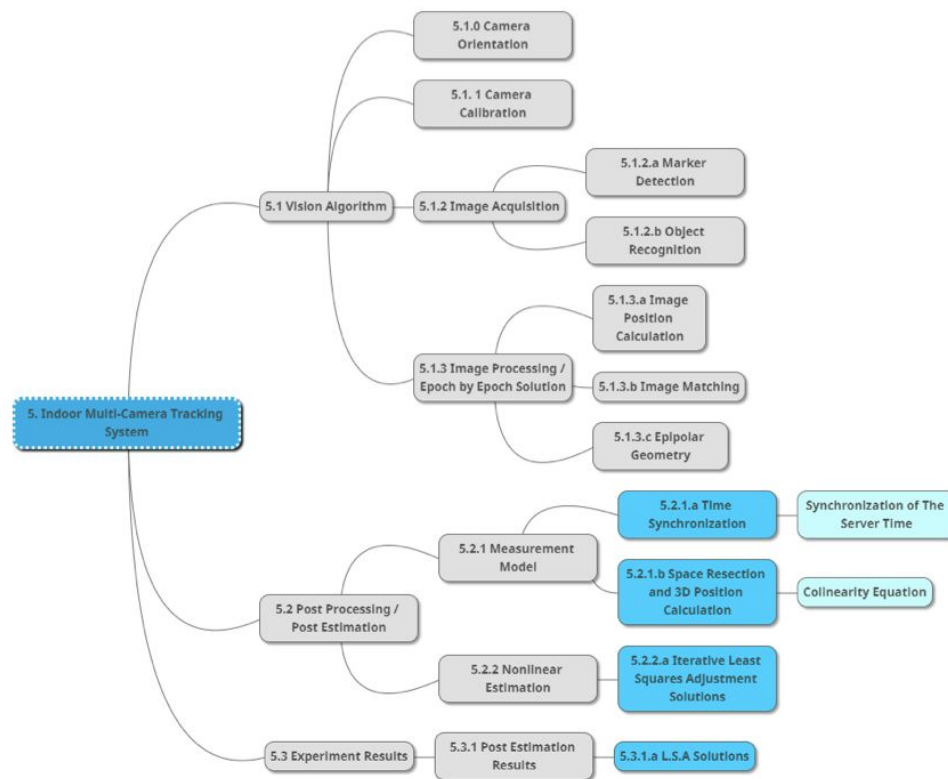 5.1.0 Camera
Orientation
5.1. 1 Camera
Calibration
5.1.2.a Marker
Detection
5.1 Vision Algorithm
5.1.2 Image Acquisition
5.1.2.b Object
Recognition
5.1.3.a Image
Position
Calculation
5.1.3 Image Processing /
Epoch by Epoch Solution
5.1.3.b Image Matching
5.1.3.c Epipolar
Geometry
5. Indoor Multi-Camera Tracking
System
5.2.1.a Time
Synchronization
Synchronization of The
Server Time
5.2.1 Measurement
Model
5.2.1.b Space Resection
and 3D Position
Calculation
Colinearity Equation
5.2 Post Processing /
Post Estimation
5.2.2 Nonlinear
Estimation
5.2.2.a Iterative Least
Squares Adjustment
Solutions
5.3 Experiment Results
5.3.1 Post Estimation
Results
5.3.1.a L.S.A Solutions